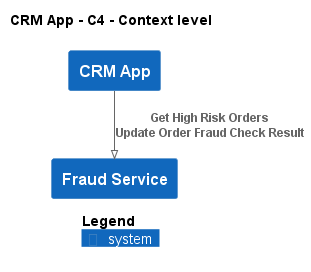 CRM App - C4 - Context level
CRM App
Get High Risk Orders
Update Order Fraud Check Result
Fraud Service
Legend
system